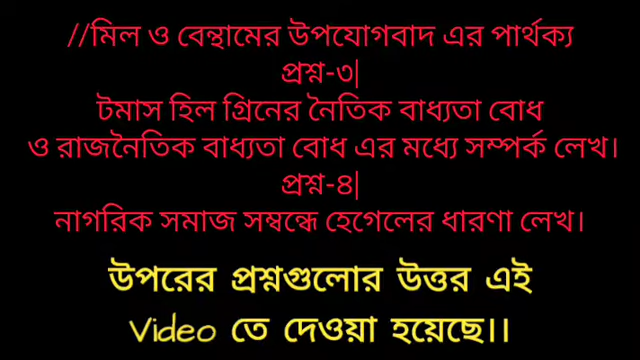 //মিল ও বেন্থামের উপযোগবাদ এর পার্থক্য
প্রশ্ন-৩|
টমাস হিল গ্রিনের নৈতিক বাধ্যতা বোধ
ও রাজনৈতিক বাধ্যতা বোধ এর মধ্যে সম্পর্ক লেখ।
প্রশ্ন-৪|
নাগরিক সমাজ সম্বন্ধে হেগেলের ধারণা লেখ।
উপরের প্রশ্নগুলোর উত্তর এই
Video তে দেওয়া হয়েছে।।